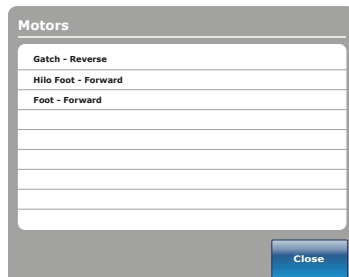 Motors
Gatch - Reverse
Hilo Foot - Forward
Foot - Forward
Close